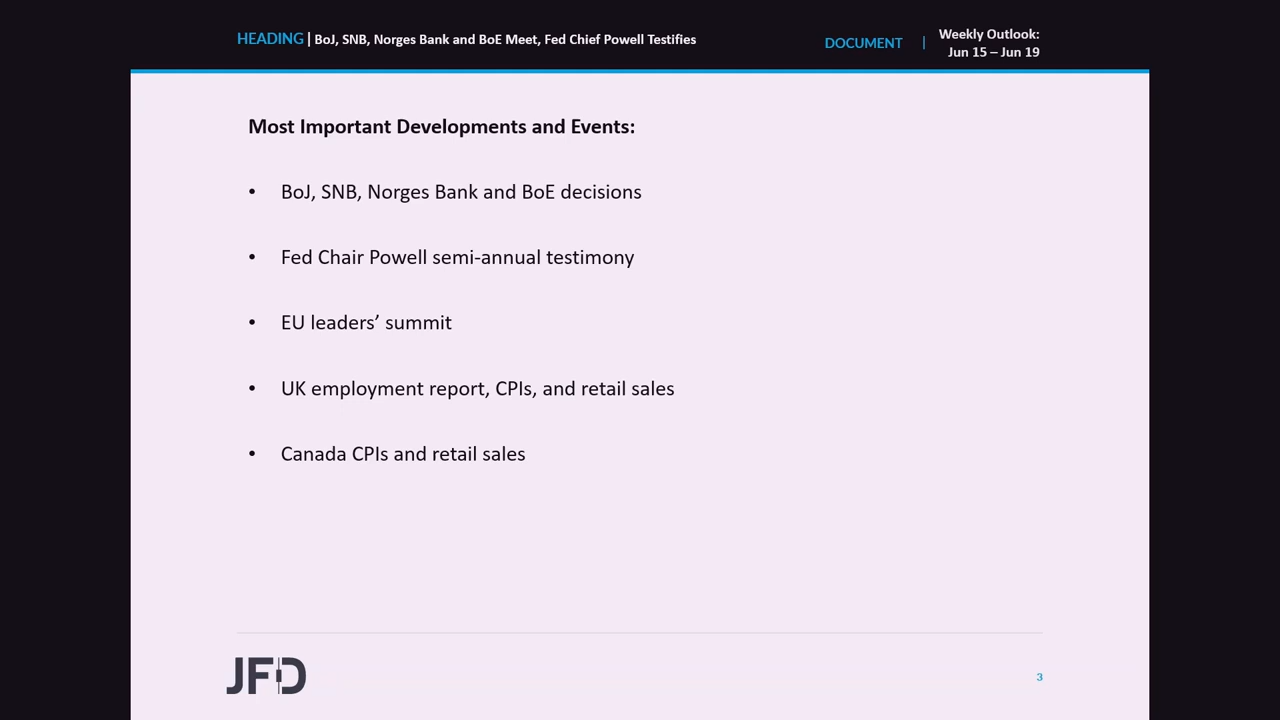 HEADING | BoJ, SNB, Norges Bank and BoE Meet, Fed Chief Powell Testifies
DOCUMENT | Weekly Outlook:
Jun 15 – Jun 19
Most Important Developments and Events:
• BoJ, SNB, Norges Bank and BoE decisions
• Fed Chair Powell semi-annual testimony
• EU leaders’ summit
• UK employment report, CPIs, and retail sales
• Canada CPIs and retail sales
JFD
3